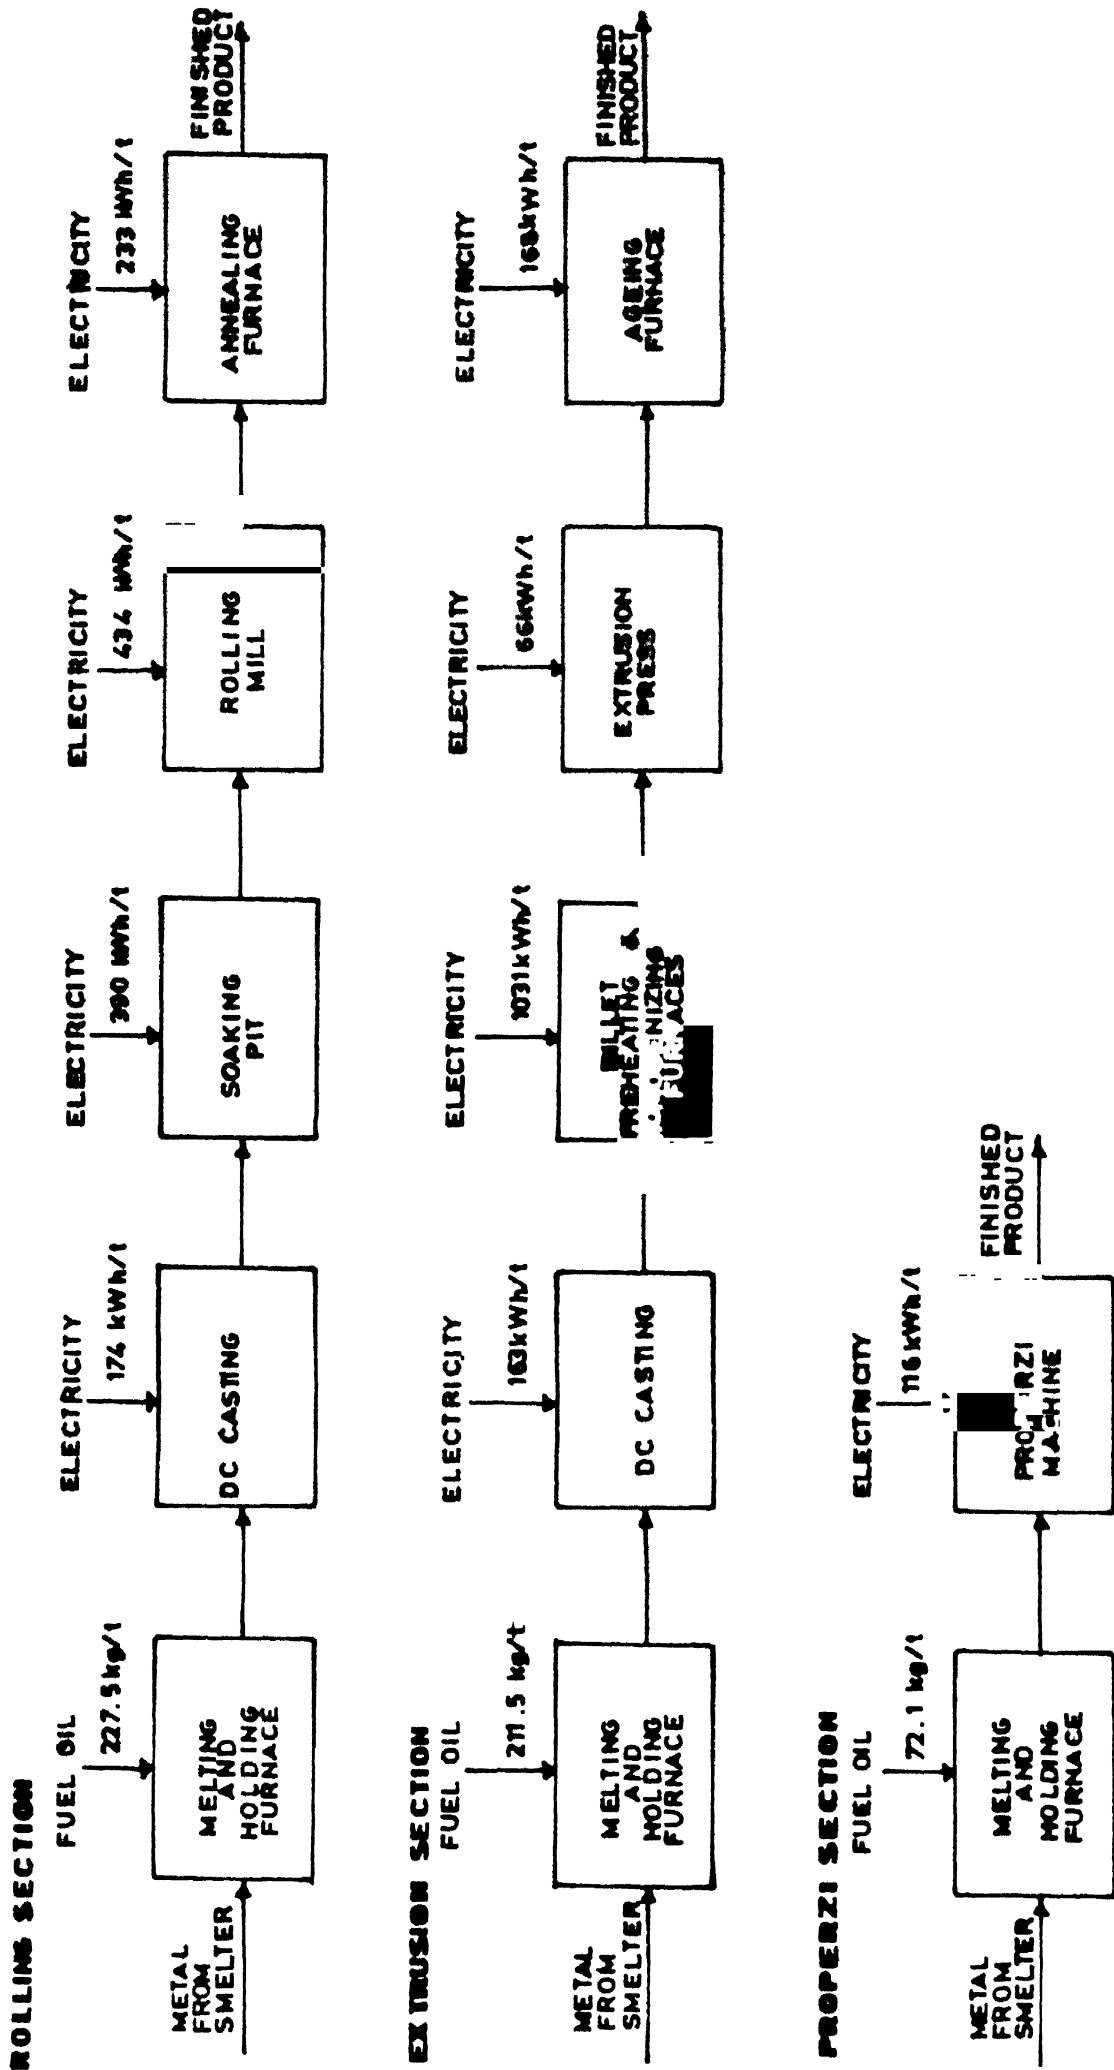 ROLLING SECTION
FUEL OIL
227.5 kg/t
ELECTRICITY
174 kWh/t
ELECTRICITY
390 kWh/t
ELECTRICITY
434 kWh/t
ELECTRICITY
233 kWh/t
METAL
FROM
SMELTER
MELTING
AND
HOLDING
FURNACE
DC CASTING
SOAKING
PIT
ROLLING
MILL
ANNEALING
FURNACE
FINISHED
PRODUCT
EXTRUSION SECTION
FUEL OIL
211.5 kg/t
ELECTRICITY
163 kWh/t
ELECTRICITY
1031 kWh/t
ELECTRICITY
66 kWh/t
ELECTRICITY
168 kWh/t
METAL
FROM
SMELTER
MELTING
AND
HOLDING
FURNACE
DC CASTING
BILLET
PREHEATING &
FURNACES
EXTRUSION
PRESS
AGEING
FURNACE
FINISHED
PRODUCT
PROPERZI SECTION
FUEL OIL
72.1 kg/t
ELECTRICITY
116 kWh/t
METAL
FROM
SMELTER
MELTING
AND
HOLDING
FURNACE
PROPERZI
MACHINE
FINISHED
PRODUCT